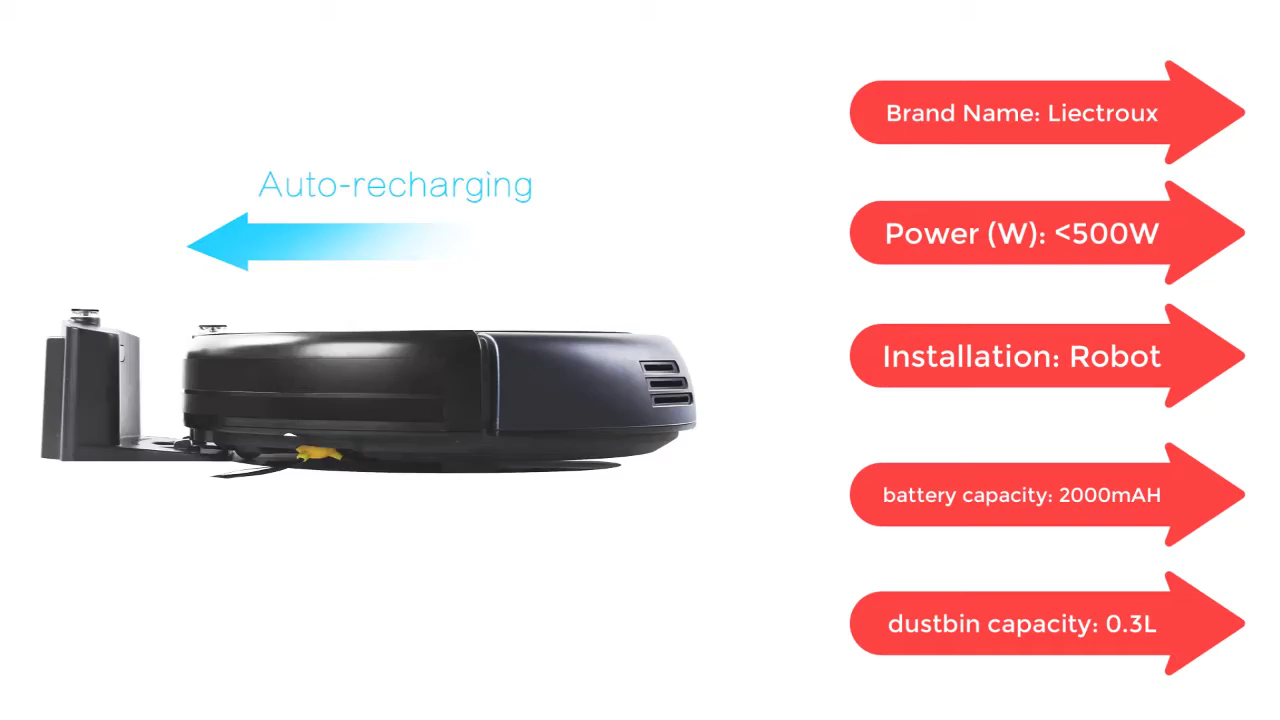 Auto-recharging
Brand Name: Liectroux
Power (W): <500W
Installation: Robot
battery capacity: 2000mAH
dustbin capacity: 0.3L